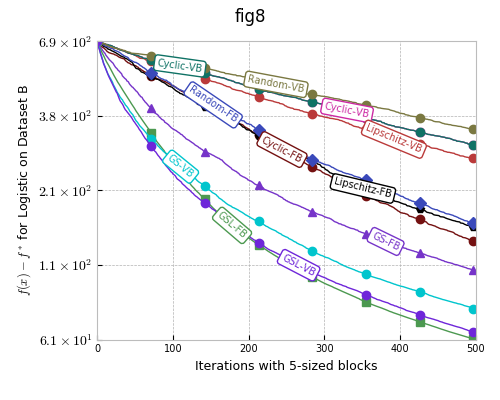 fig8
f(x) − f* for Logistic on Dataset B
6.9 × 10²
3.8 × 10²
2.1 × 10²
1.1 × 10²
6.1 × 10¹
Cyclic-VB
Random-VB
Random-FB
Cyclic-VB
Lipschitz-VB
Cyclic-FB
GS-VB
Lipschitz-FB
GSL-FB
GS-FB
GSL-VB
0 100 200 300 400 500
Iterations with 5-sized blocks